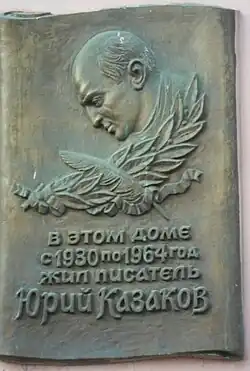 В ЭТОМ ДОМЕ
С 1930 ПО 1964 ГОД
ЖИЛ ПИСАТЕЛЬ
Юрий Казаков